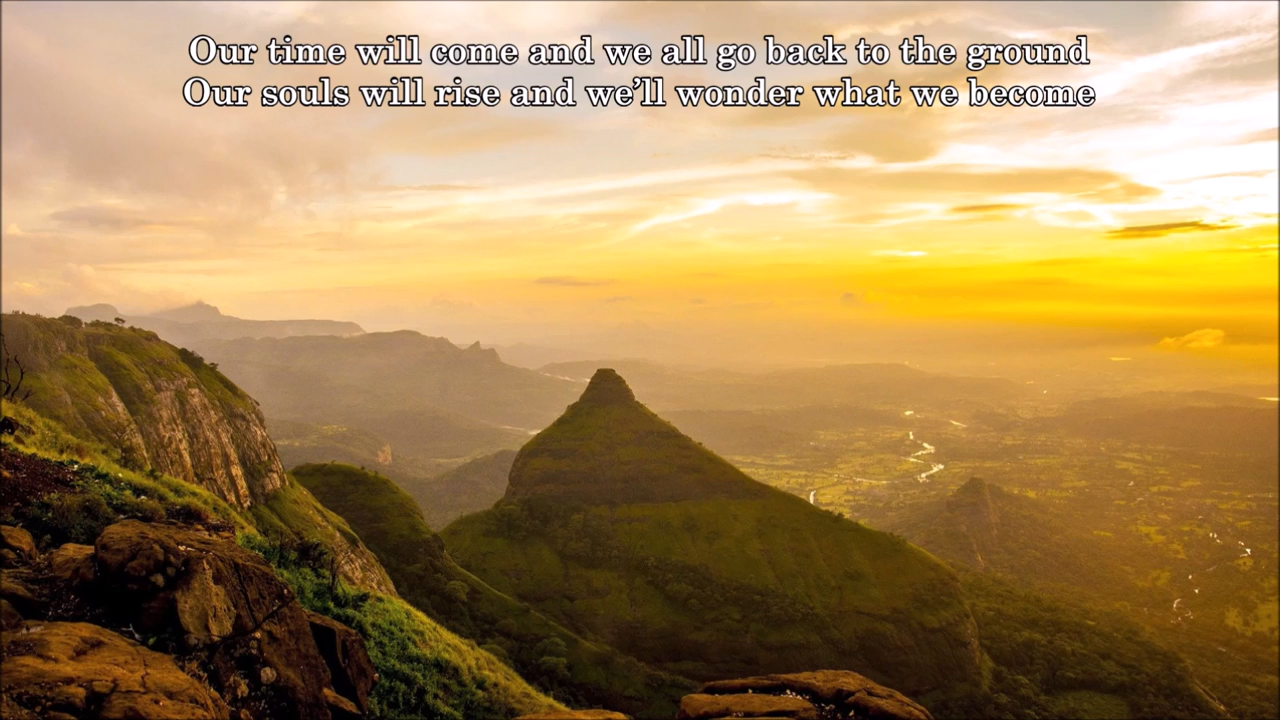 Our time will come and we all go back to the ground
Our souls will rise and we’ll wonder what we become